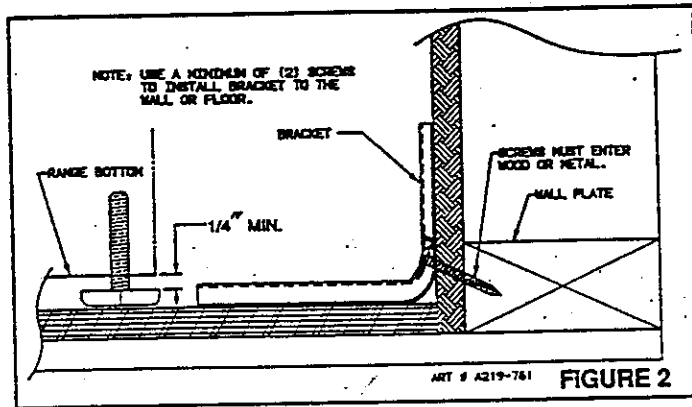 NOTE: USE A MINIMUM OF (2) SCREWS
TO INSTALL BRACKET TO THE
WALL OR FLOOR.
BRACKET
SCREWS MUST ENTER
WOOD OR METAL.
RANGE BOTTOM
WALL PLATE
1/4" MIN.
ART # A219-761
FIGURE 2